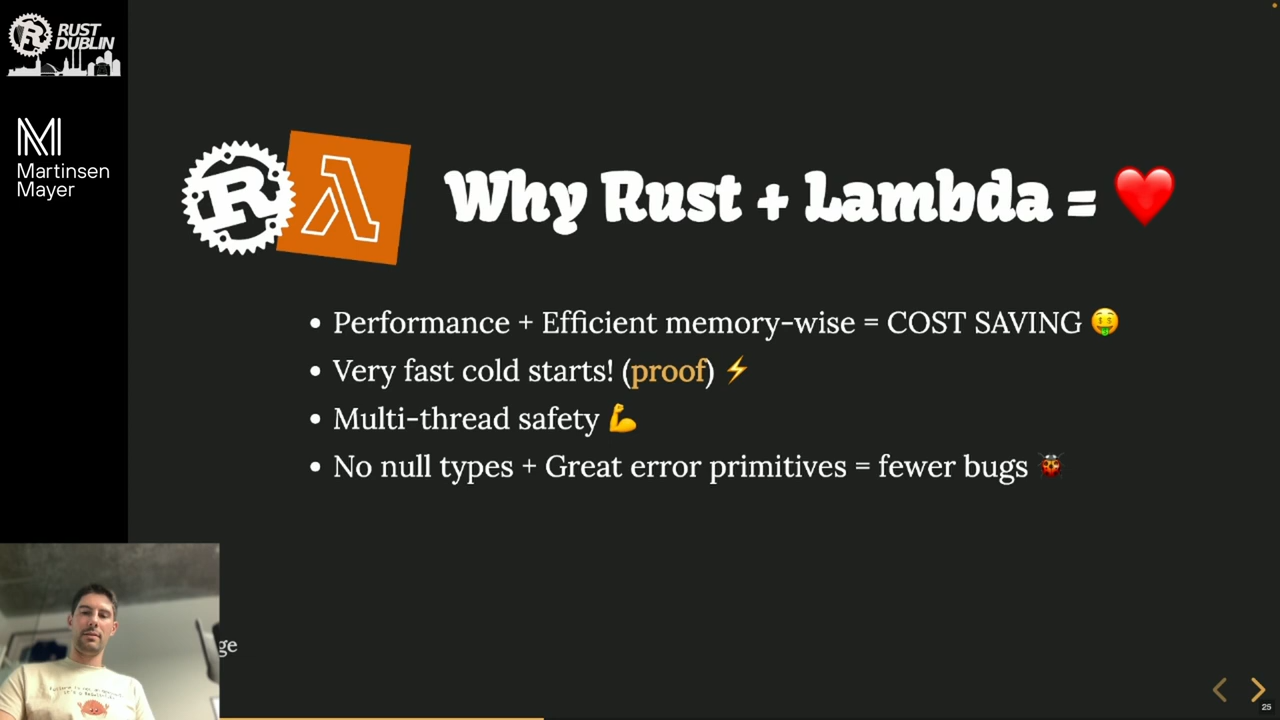 RUST
DUBLIN
Martinsen
Mayer
Why Rust + Lambda = ❤️
• Performance + Efficient memory-wise = COST SAVING 🤑
• Very fast cold starts! (proof) ⚡
• Multi-thread safety 💪
• No null types + Great error primitives = fewer bugs 🐞
ge
25